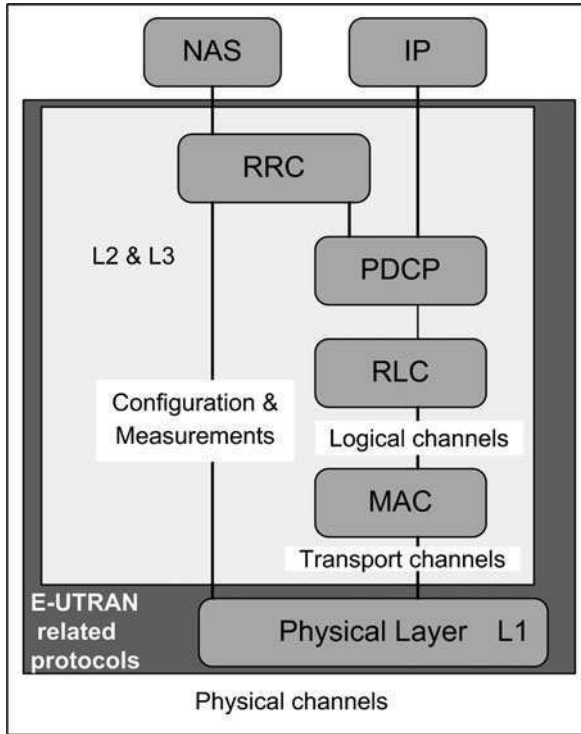 NAS
IP
RRC
L2 & L3
PDCP
RLC
Configuration &
Measurements
Logical channels
MAC
Transport channels
E-UTRAN
related
protocols
Physical Layer L1
Physical channels